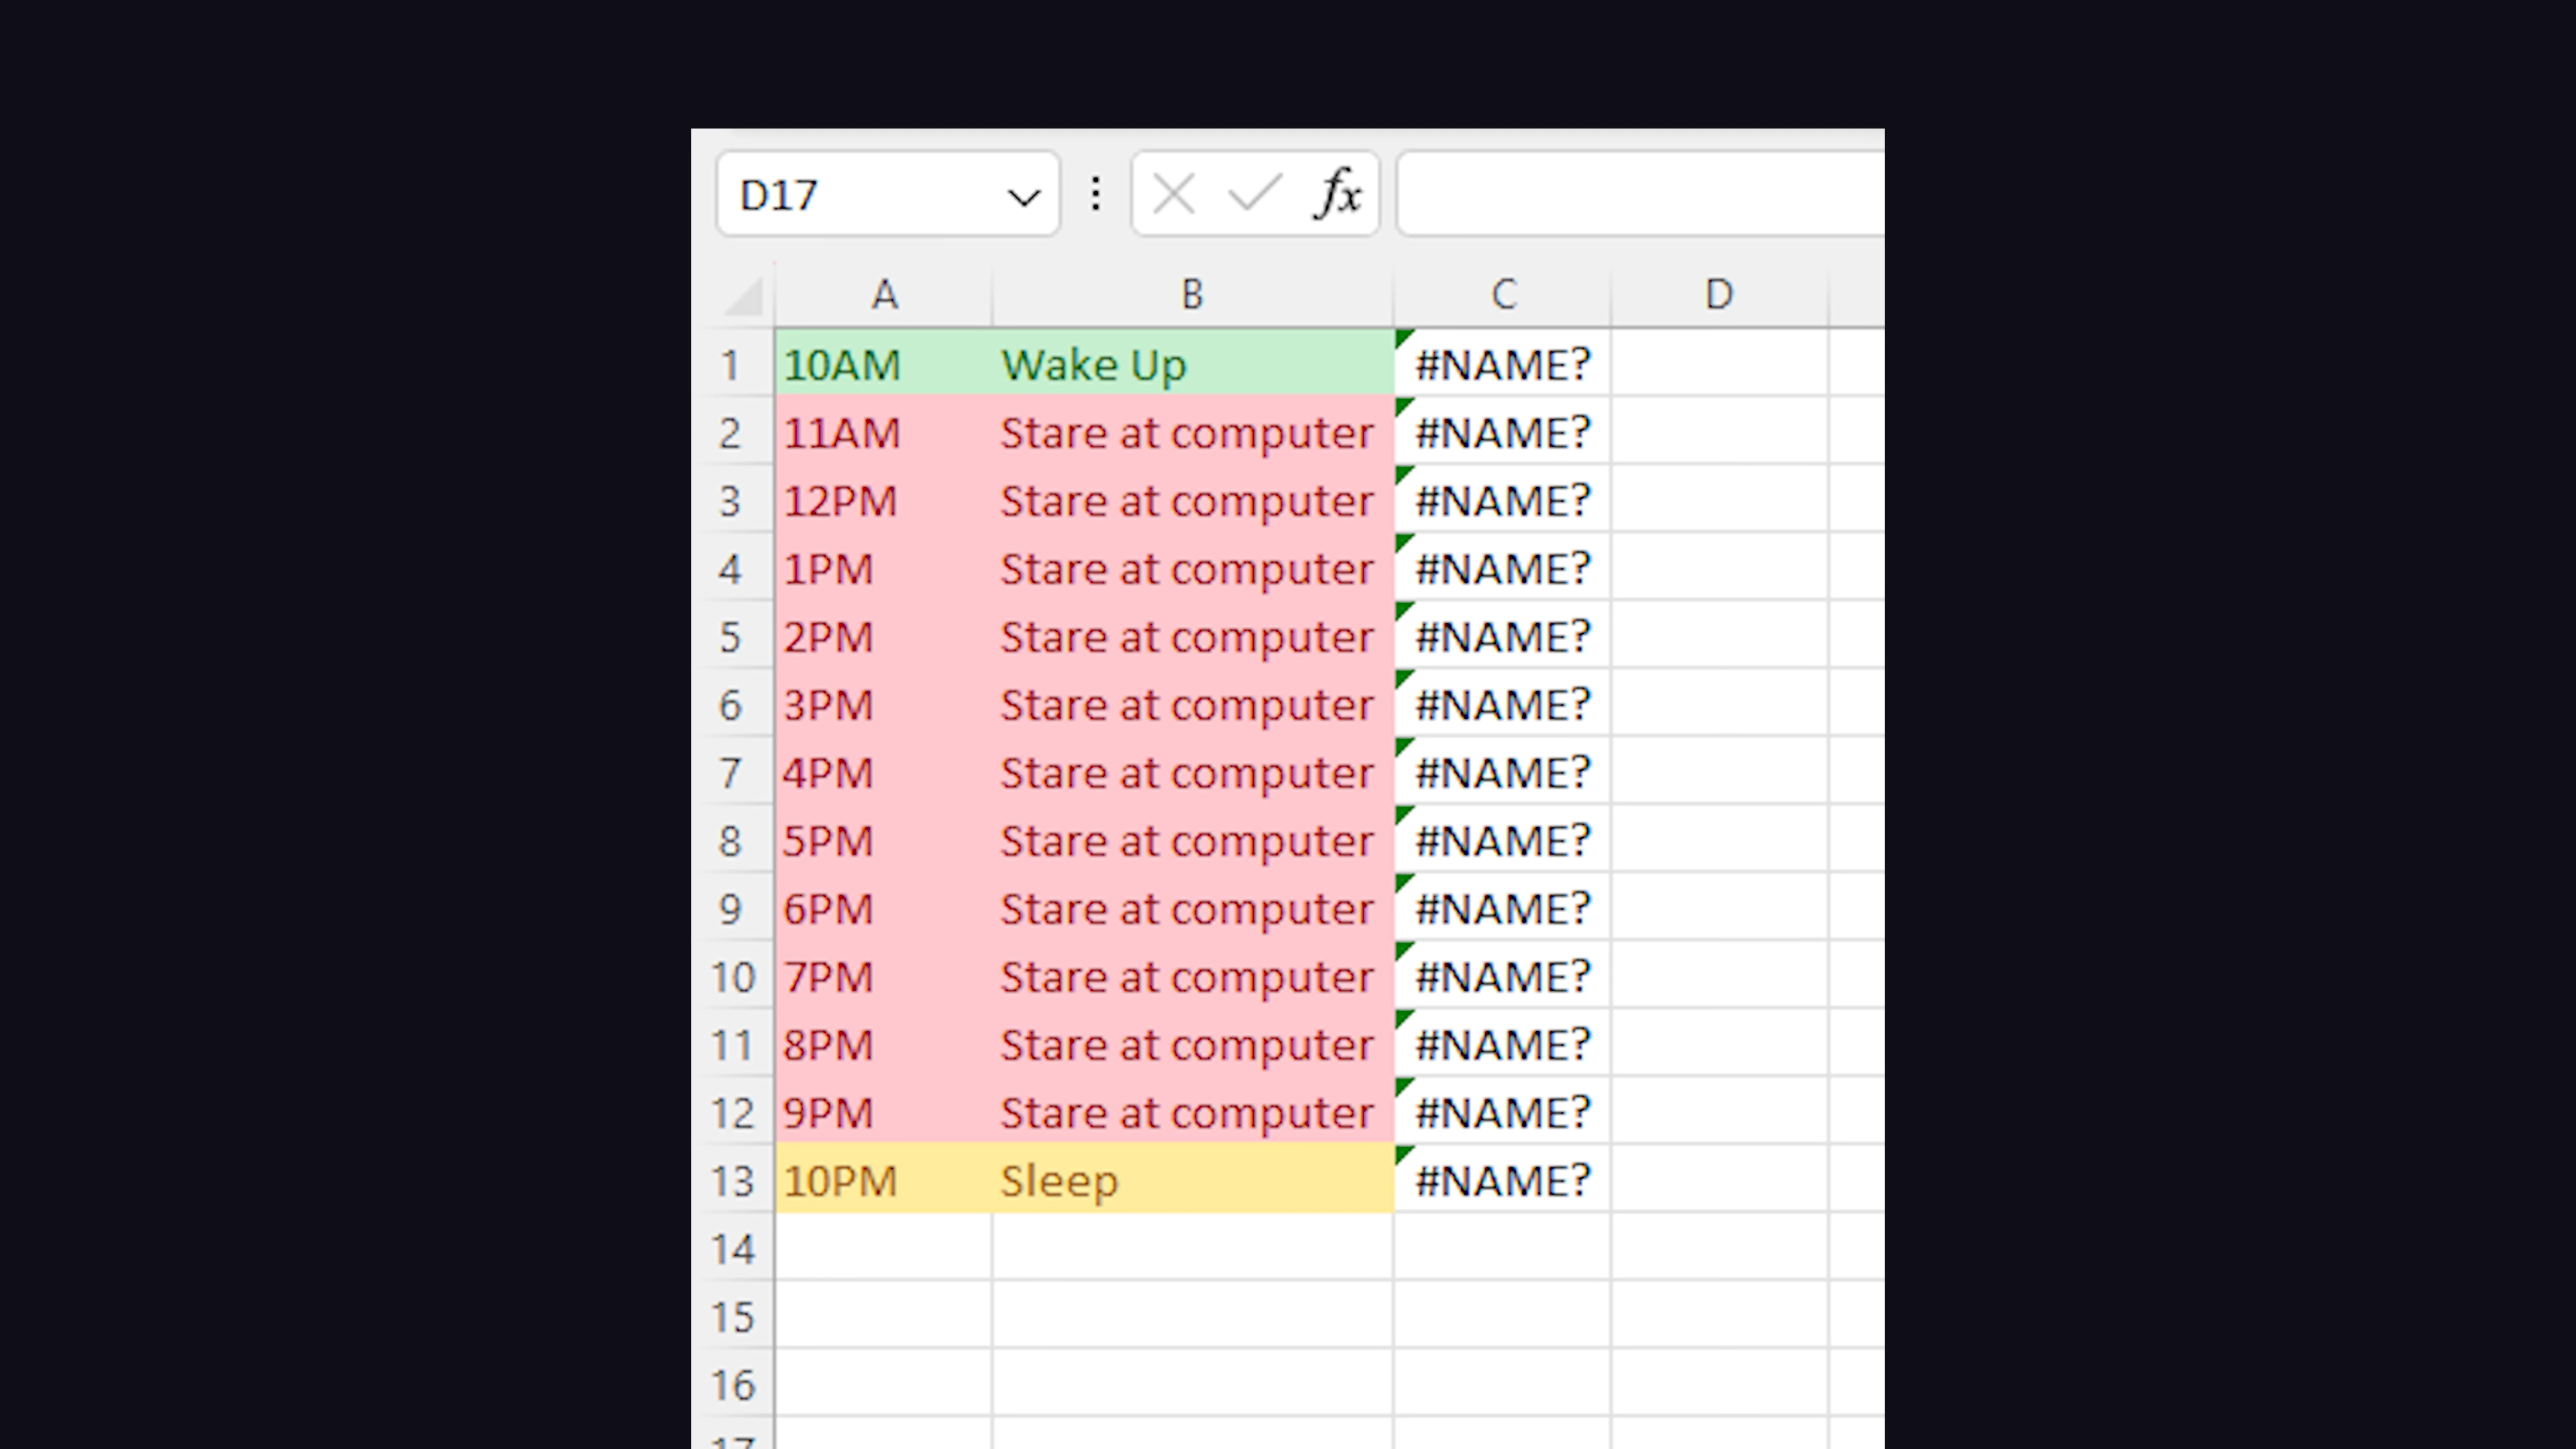 D17 fx
A B C D
1 10AM Wake Up #NAME?
2 11AM Stare at computer #NAME?
3 12PM Stare at computer #NAME?
4 1PM Stare at computer #NAME?
5 2PM Stare at computer #NAME?
6 3PM Stare at computer #NAME?
7 4PM Stare at computer #NAME?
8 5PM Stare at computer #NAME?
9 6PM Stare at computer #NAME?
10 7PM Stare at computer #NAME?
11 8PM Stare at computer #NAME?
12 9PM Stare at computer #NAME?
13 10PM Sleep #NAME?
14
15
16
17